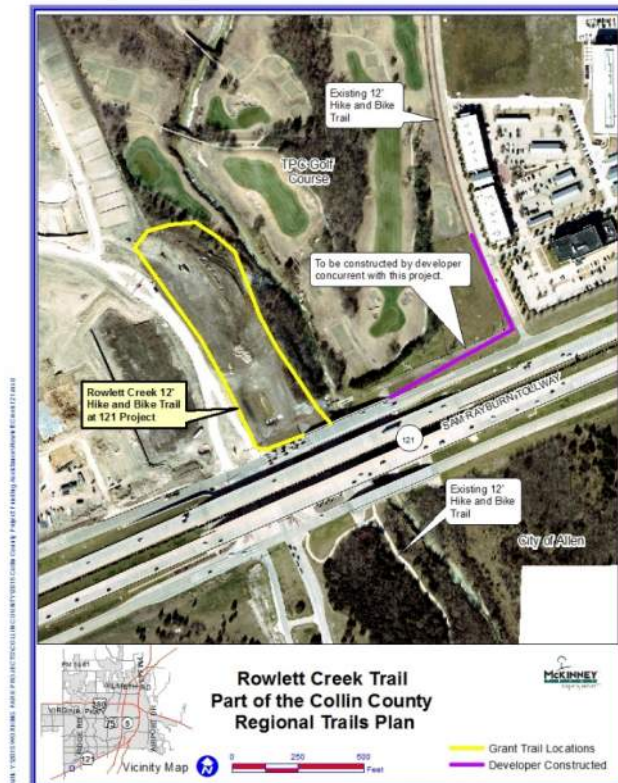 Existing 12'
Hike and Bike
Trail
TPC Golf
Course
To be constructed by developer
concurrent with this project.
Rowlett Creek 12'
Hike and Bike Trail
at 121 Project
SAM RAYBURN TOLLWAY
121
Existing 12'
Hike and Bike
Trail
City of Allen
Rowlett Creek Trail
Part of the Collin County
Regional Trails Plan
McKINNEY
VIRGINIA
121
5
Vicinity Map
0
250
500
Feet
Grant Trail Locations
Developer Constructed